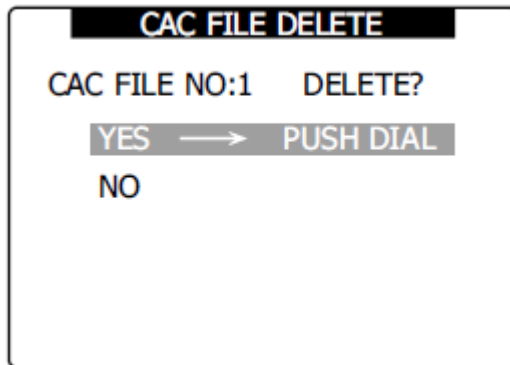 CAC FILE DELETE
CAC FILE NO:1 DELETE?
YES → PUSH DIAL
NO